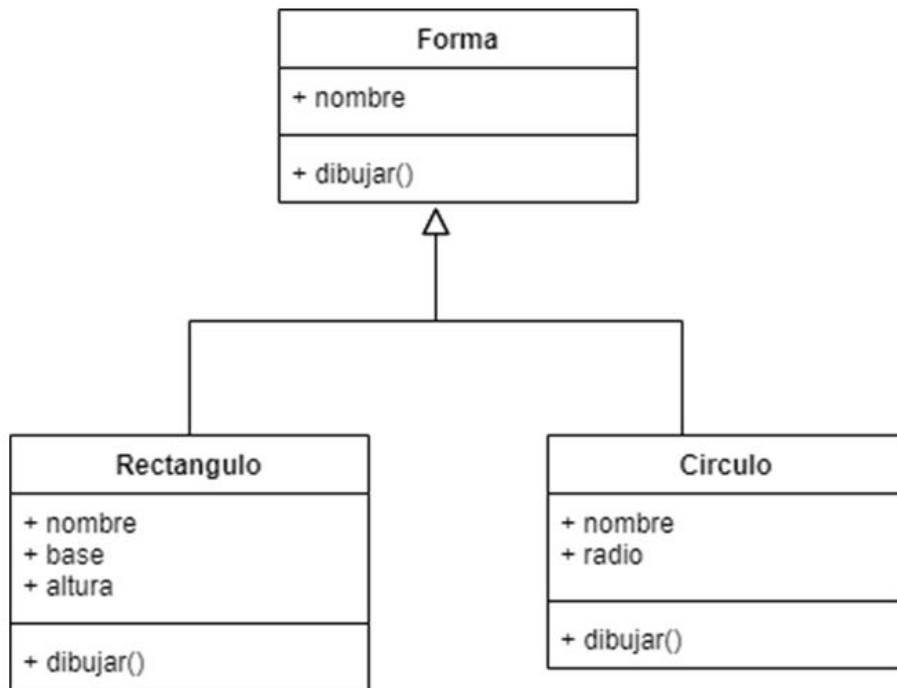 Forma
+ nombre
+ dibujar()
Rectangulo
+ nombre
+ base
+ altura
+ dibujar()
Circulo
+ nombre
+ radio
+ dibujar()